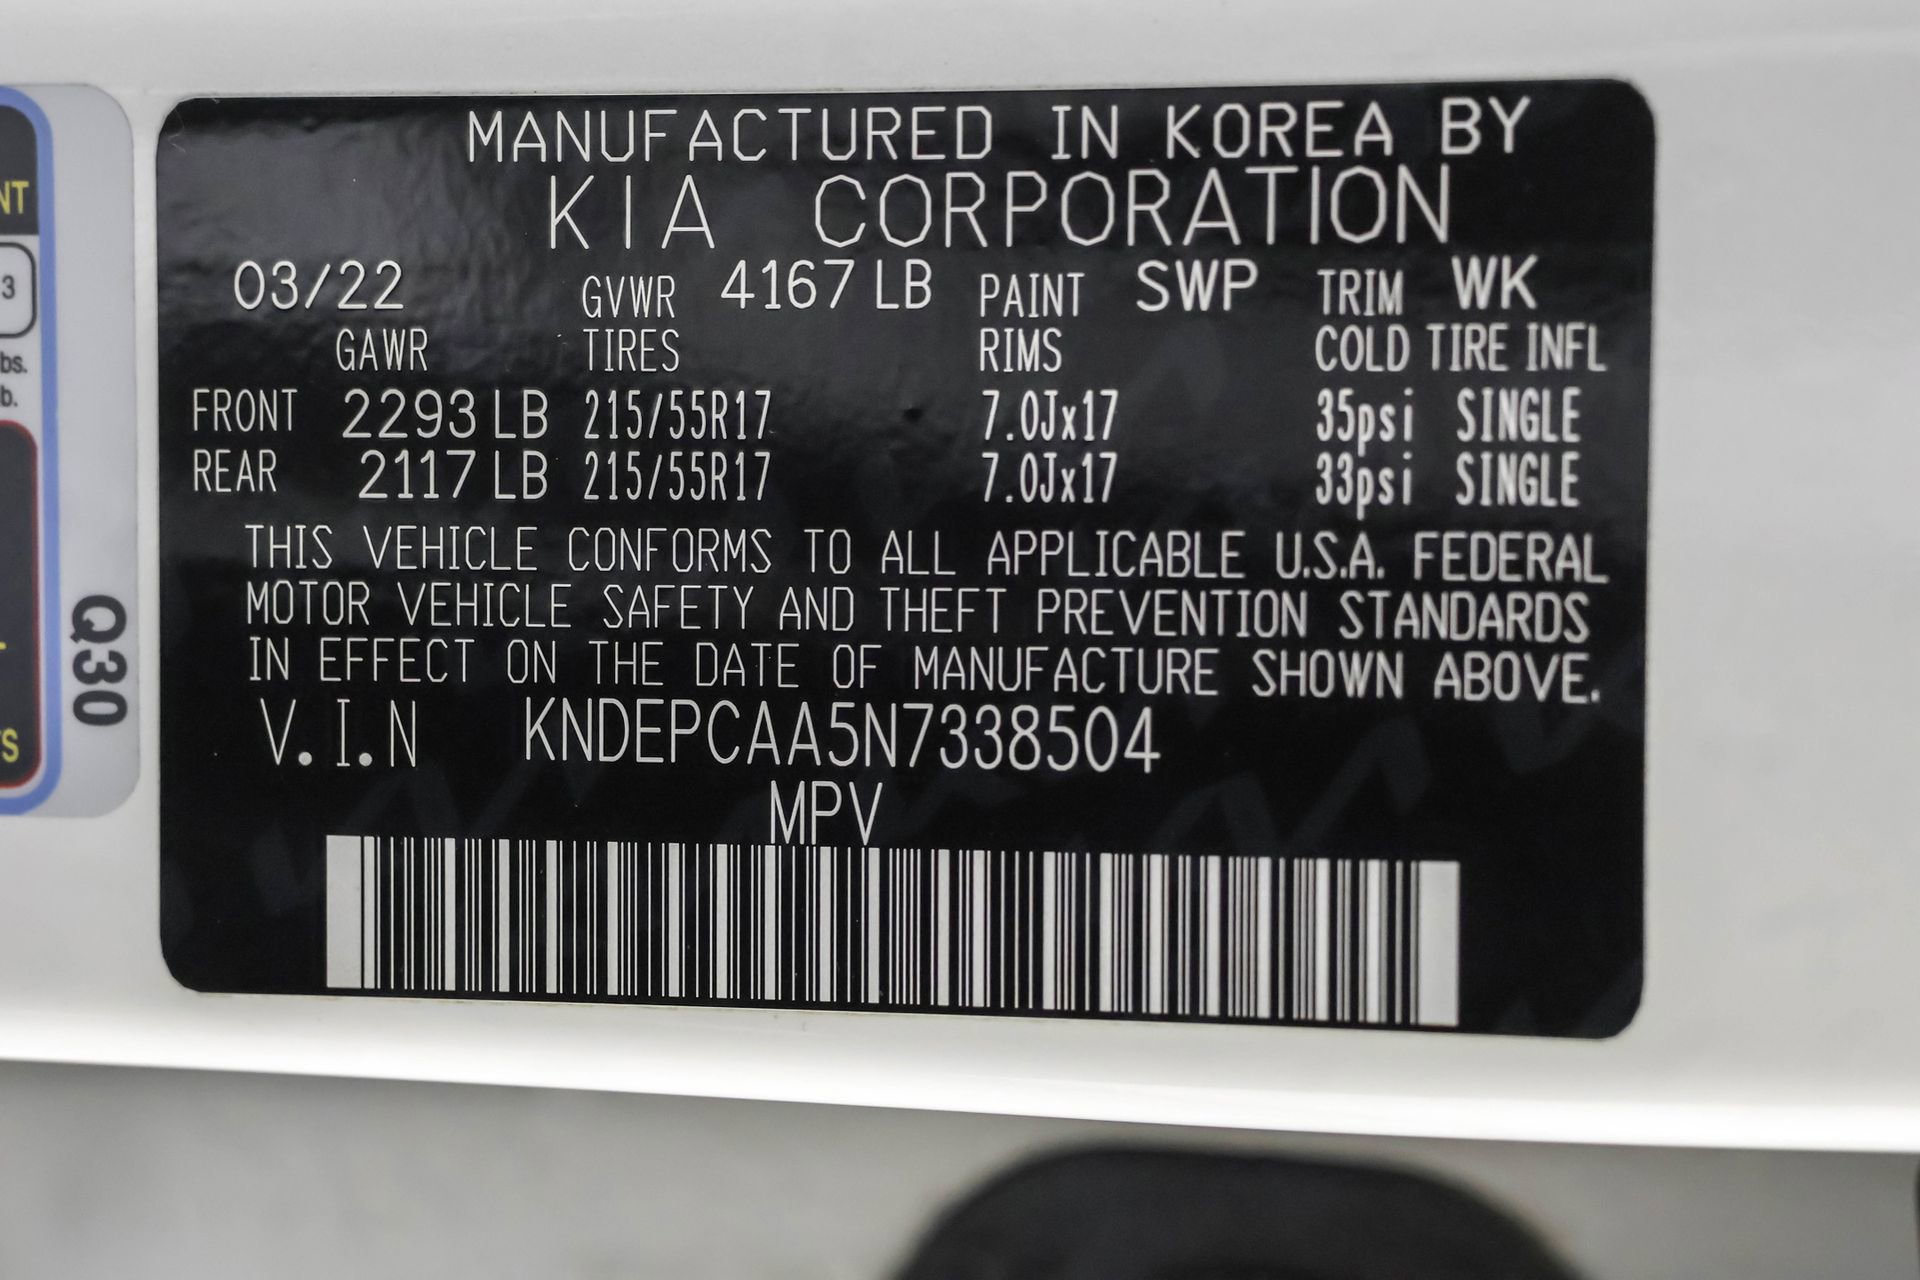 MANUFACTURED IN KOREA BY
KIA CORPORATION
03/22 GVWR 4167 LB PAINT SWP TRIM WK
GAWR TIRES RIMS COLD TIRE INFL
FRONT 2293 LB 215/55R17 7.0Jx17 35psi SINGLE
REAR 2117 LB 215/55R17 7.0Jx17 33psi SINGLE
THIS VEHICLE CONFORMS TO ALL APPLICABLE U.S.A. FEDERAL
MOTOR VEHICLE SAFETY AND THEFT PREVENTION STANDARDS
IN EFFECT ON THE DATE OF MANUFACTURE SHOWN ABOVE.
V.I.N KNDEPCAA5N7338504
MPV
Q30
3